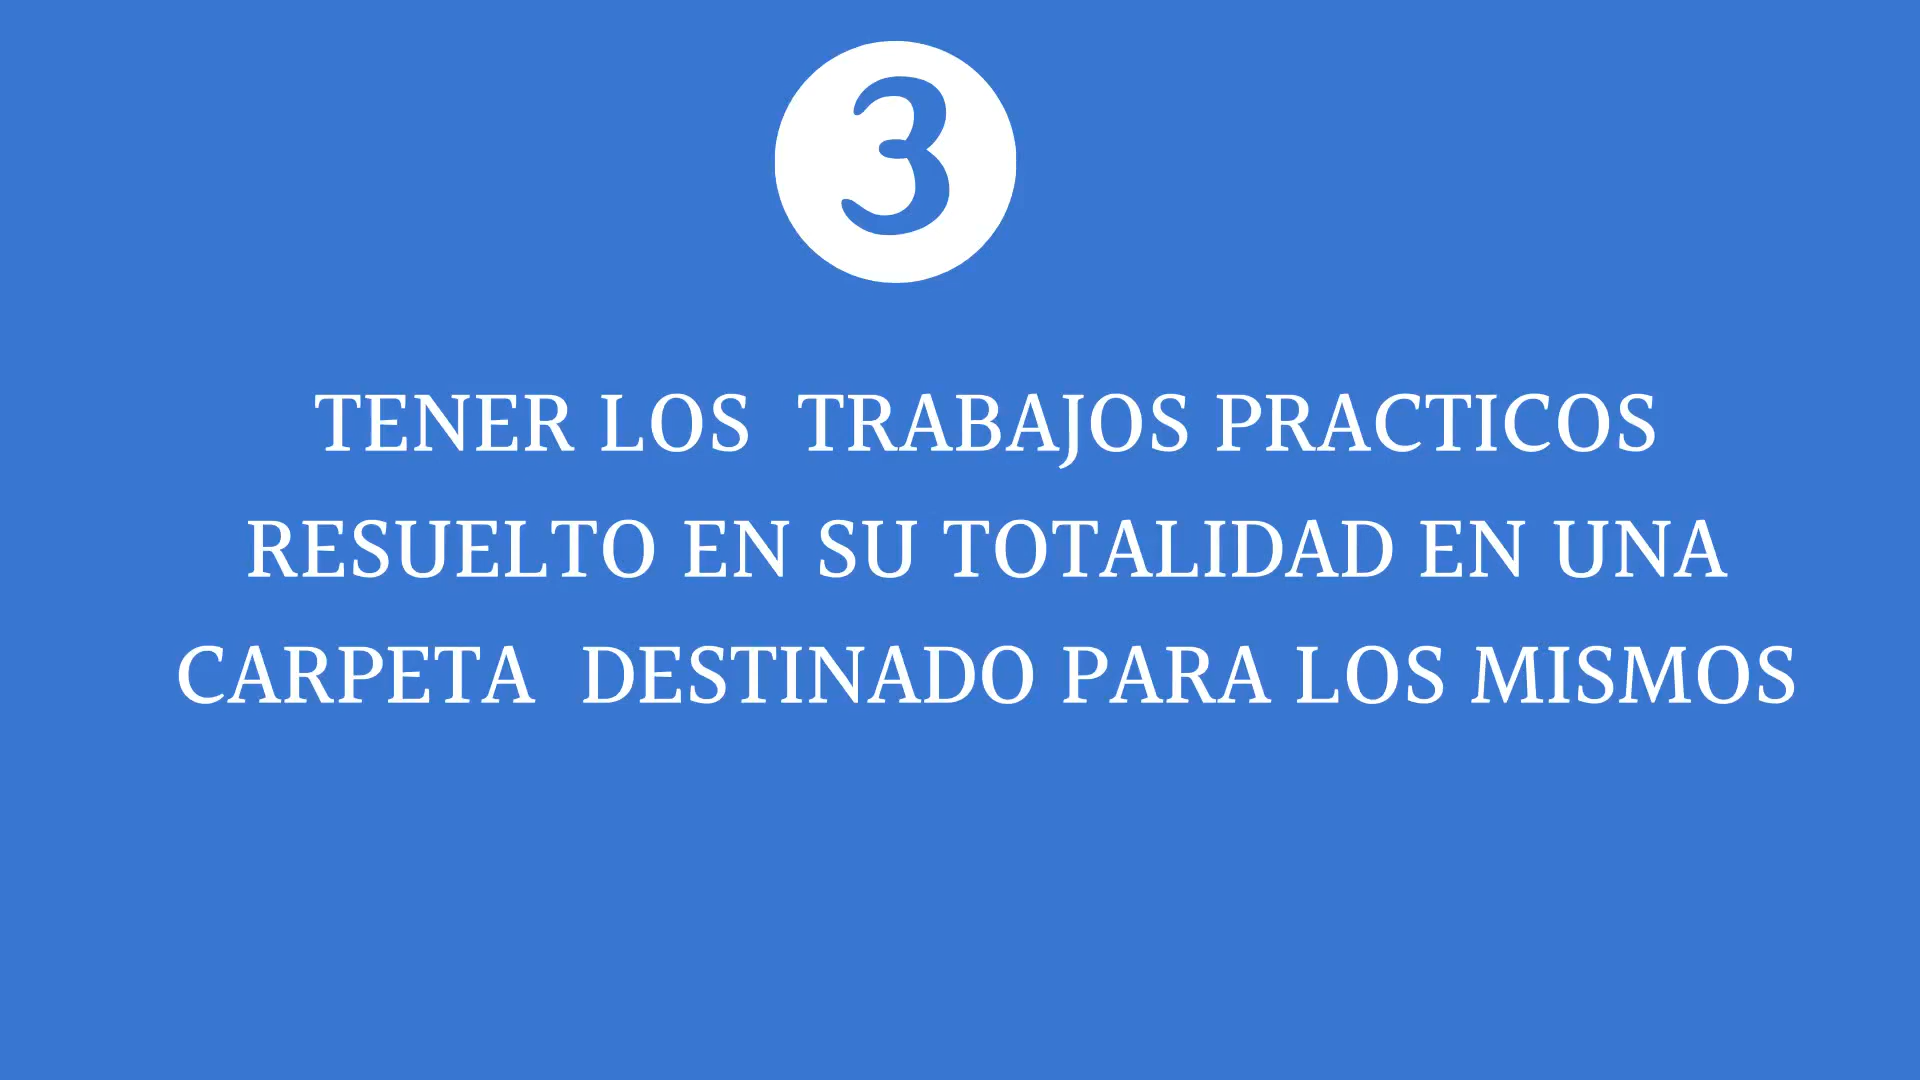 3
TENER LOS TRABAJOS PRACTICOS
RESUELTO EN SU TOTALIDAD EN UNA
CARPETA DESTINADO PARA LOS MISMOS